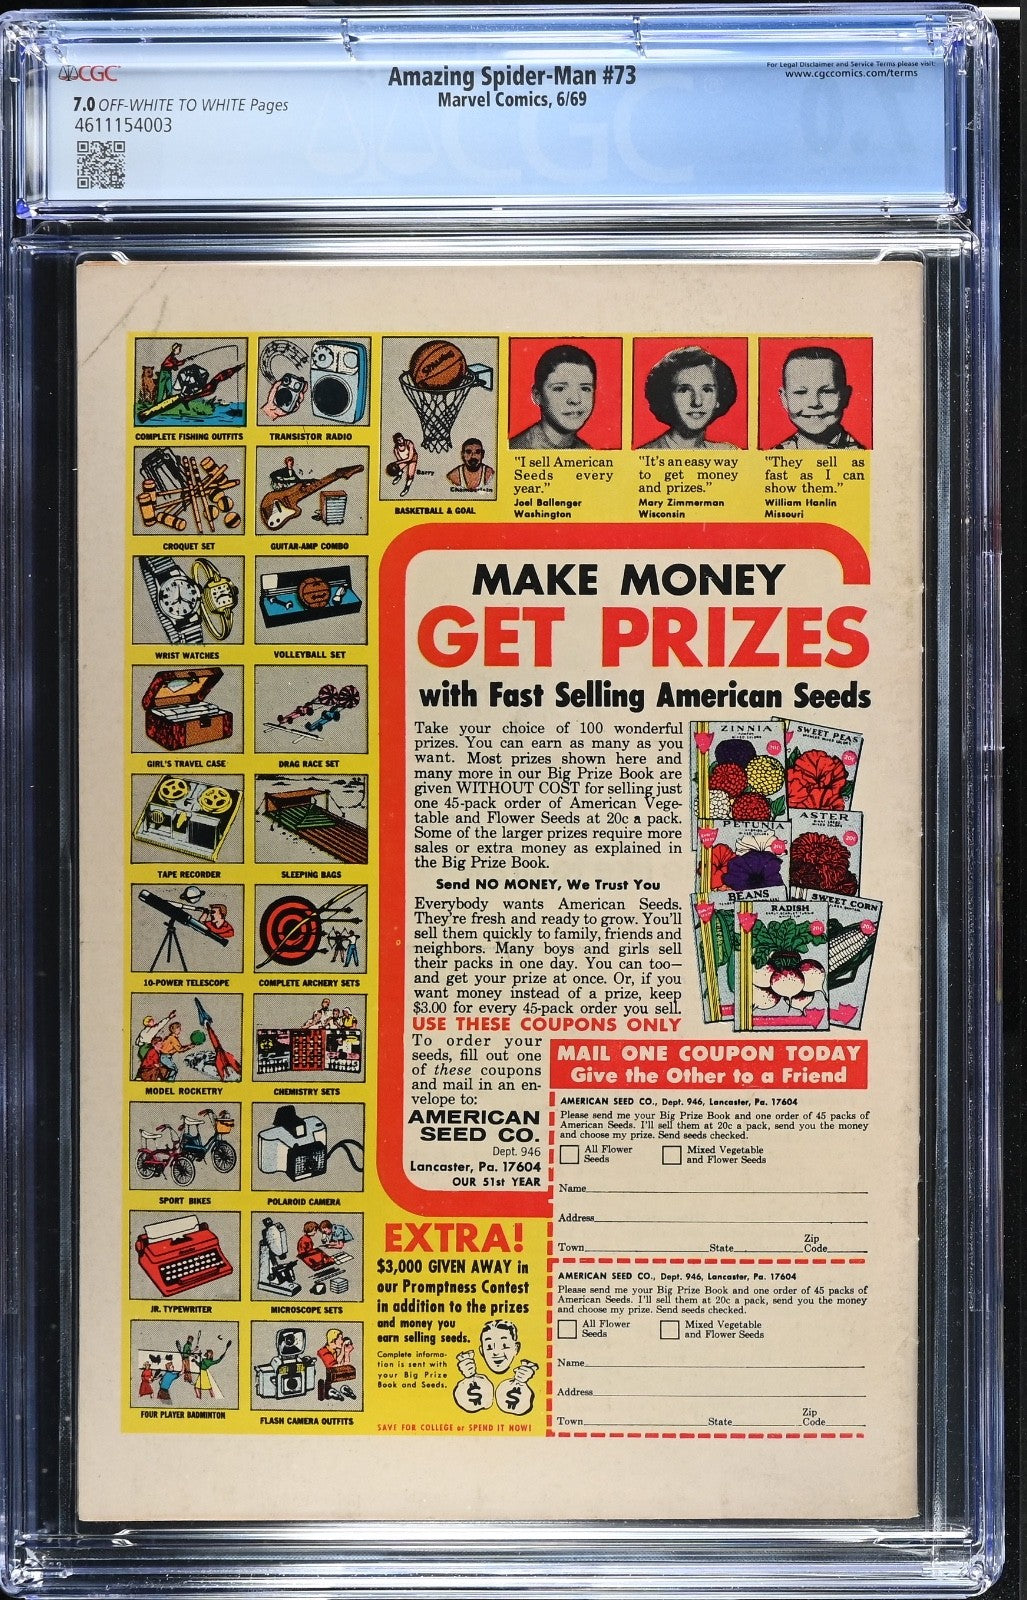 CGC
Amazing Spider-Man #73
Marvel Comics, 6/69
For Legal Disclaimer and Service Terms please visit:
www.cgccomics.com/terms
7.0 OFF-WHITE TO WHITE Pages
4611154003
COMPLETE FISHING OUTFITS
TRANSISTOR RADIO
Barry
Chamberlain
BASKETBALL & GOAL
CROQUET SET
GUITAR-AMP COMBO
WRIST WATCHES
VOLLEYBALL SET
GIRL'S TRAVEL CASE
DRAG RACE SET
TAPE RECORDER
SLEEPING BAGS
10-POWER TELESCOPE
COMPLETE ARCHERY SETS
MODEL ROCKETRY
CHEMISTRY SETS
SPORT BIKES
POLAROID CAMERA
JR. TYPEWRITER
MICROSCOPE SETS
FOUR PLAYER BADMINTON
FLASH CAMERA OUTFITS
"I sell American
Seeds every
year."
Joel Ballenger
Washington
"It's an easy way
to get money
and prizes."
Mary Zimmerman
Wisconsin
"They sell as
fast as I can
show them."
William Hanlin
Missouri
MAKE MONEY
GET PRIZES
with Fast Selling American Seeds
Take your choice of 100 wonderful
prizes. You can earn as many as you
want. Most prizes shown here and
many more in our Big Prize Book are
given WITHOUT COST for selling just
one 45-pack order of American Vege-
table and Flower Seeds at 20c a pack.
Some of the larger prizes require more
sales or extra money as explained in
the Big Prize Book.
Send NO MONEY, We Trust You
Everybody wants American Seeds.
They're fresh and ready to grow. You'll
sell them quickly to family, friends and
neighbors. Many boys and girls sell
their packs in one day. You can too—
and get your prize at once. Or, if you
want money instead of a prize, keep
$3.00 for every 45-pack order you sell.
USE THESE COUPONS ONLY
To order your
seeds, fill out one
of these coupons
and mail in an en-
velope to:
AMERICAN
SEED CO.
Dept. 946
Lancaster, Pa. 17604
OUR 51st YEAR
ZINNIA
SWEET PEAS
PETUNIA
ASTER
BEANS
RADISH
SWEET CORN
MAIL ONE COUPON TODAY
Give the Other to a Friend
AMERICAN SEED CO., Dept. 946, Lancaster, Pa. 17604
Please send me your Big Prize Book and one order of 45 packs of
American Seeds. I'll sell them at 20c a pack, send you the money
and choose my prize. Send seeds checked.
All Flower
Seeds
Mixed Vegetable
and Flower Seeds
Name
Address
Town State Zip Code
AMERICAN SEED CO., Dept. 946, Lancaster, Pa. 17604
Please send me your Big Prize Book and one order of 45 packs of
American Seeds. I'll sell them at 20c a pack, send you the money
and choose my prize. Send seeds checked.
All Flower
Seeds
Mixed Vegetable
and Flower Seeds
Name
Address
Town State Zip Code
EXTRA!
$3,000 GIVEN AWAY in
our Promptness Contest
in addition to the prizes
and money you
earn selling seeds.
Complete informa-
tion is sent with
your Big Prize
Book and Seeds.
$ $
SAVE FOR COLLEGE or SPEND IT NOW!